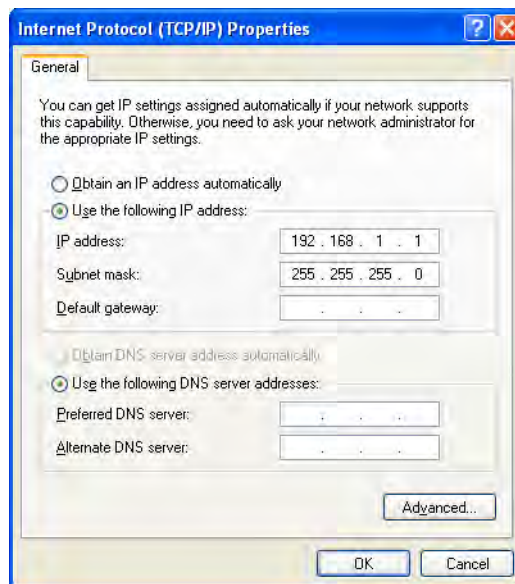 Internet Protocol (TCP/IP) Properties
General
You can get IP settings assigned automatically if your network supports
this capability. Otherwise, you need to ask your network administrator for
the appropriate IP settings.
Obtain an IP address automatically
Use the following IP address:
IP address: 192 . 168 . 1 . 1
Subnet mask: 255 . 255 . 255 . 0
Default gateway: . . .
Obtain DNS server address automatically
Use the following DNS server addresses:
Preferred DNS server: . . .
Alternate DNS server: . . .
Advanced...
OK Cancel